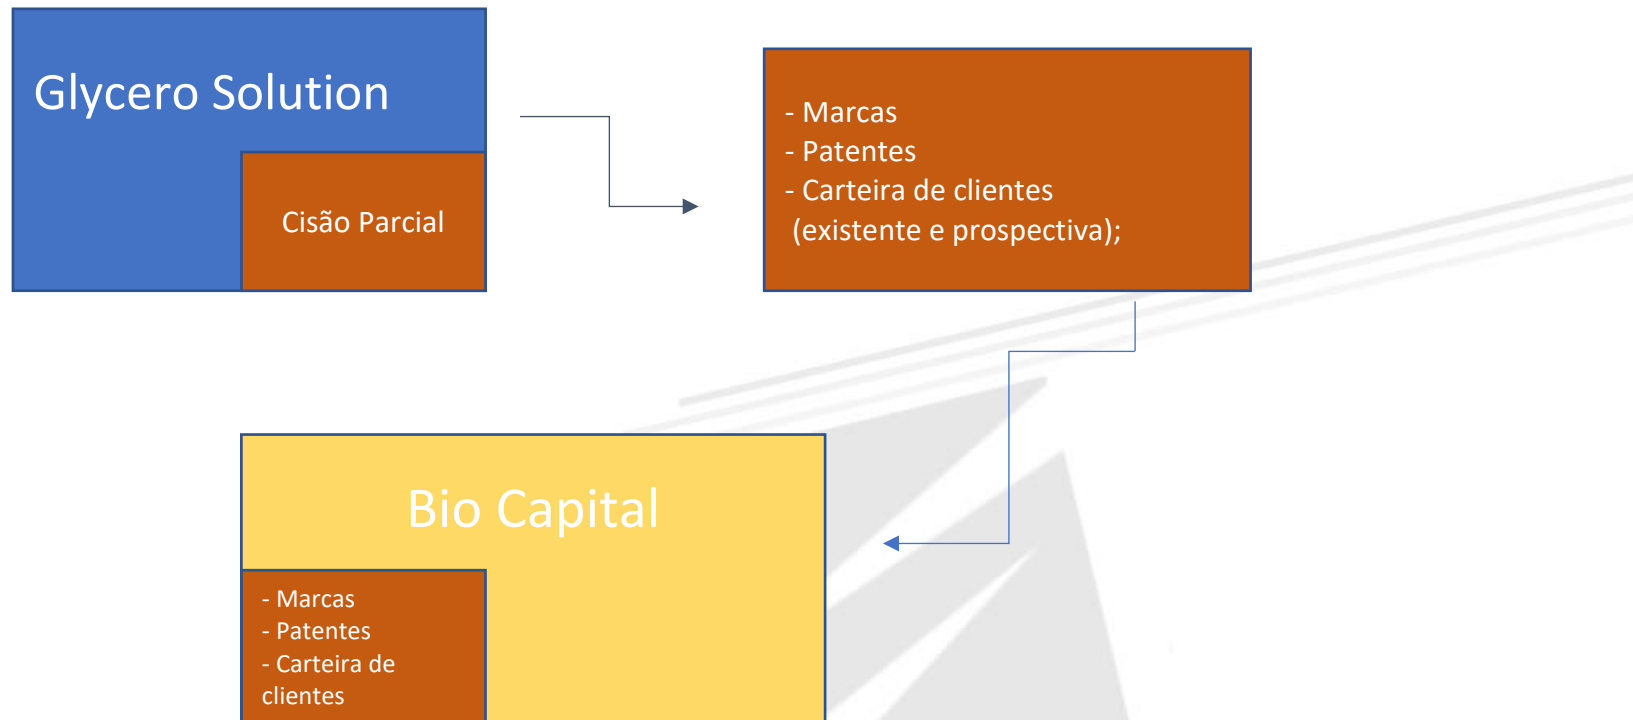 Glycero Solution
Cisão Parcial
- Marcas
- Patentes
- Carteira de clientes
(existente e prospectiva);
Bio Capital
- Marcas
- Patentes
- Carteira de
clientes